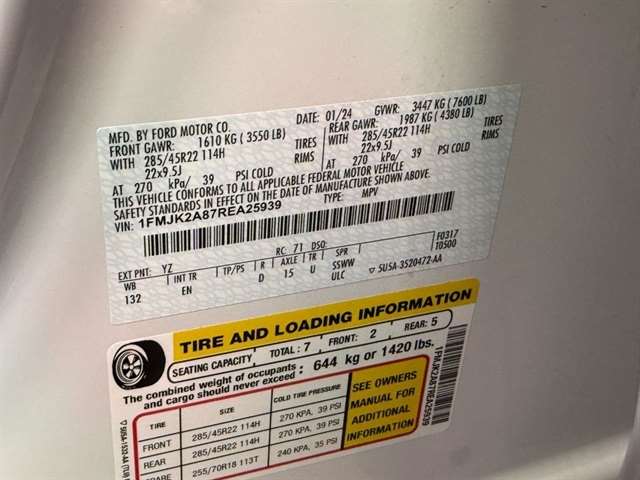 MFD. BY FORD MOTOR CO.
DATE: 01/24 GVWR: 3447 KG ( 7600 LB)
FRONT GAWR: 1610 KG ( 3550 LB) REAR GAWR: 1987 KG ( 4380 LB)
WITH 285/45R22 114H TIRES WITH 285/45R22 114H TIRES
22x9.5J RIMS 22x9.5J RIMS
AT 270 kPa/ 39 PSI COLD AT 270 kPa/ 39 PSI COLD
THIS VEHICLE CONFORMS TO ALL APPLICABLE FEDERAL MOTOR VEHICLE
SAFETY STANDARDS IN EFFECT ON THE DATE OF MANUFACTURE SHOWN ABOVE.
VIN: 1FMJK2A87REA25939 TYPE: MPV
F0317
T0500
EXT PNT: YZ RC: 71 DSO:
WB INT TR TP/PS R AXLE TR SPR
132 EN D 15 U SSWW
ULC ▽ 5U5A-3520472-AA
TIRE AND LOADING INFORMATION
SEATING CAPACITY TOTAL : 7 FRONT: 2 REAR: 5
The combined weight of occupants and cargo should never exceed : 644 kg or 1420 lbs.
TIRE SIZE COLD TIRE PRESSURE
FRONT 285/45R22 114H 270 KPA, 39 PSI
REAR 285/45R22 114H 270 KPA, 39 PSI
SPARE 255/70R18 113T 240 KPA, 35 PSI
SEE OWNERS
MANUAL FOR
ADDITIONAL
INFORMATION
1FMJK2A87REA25939